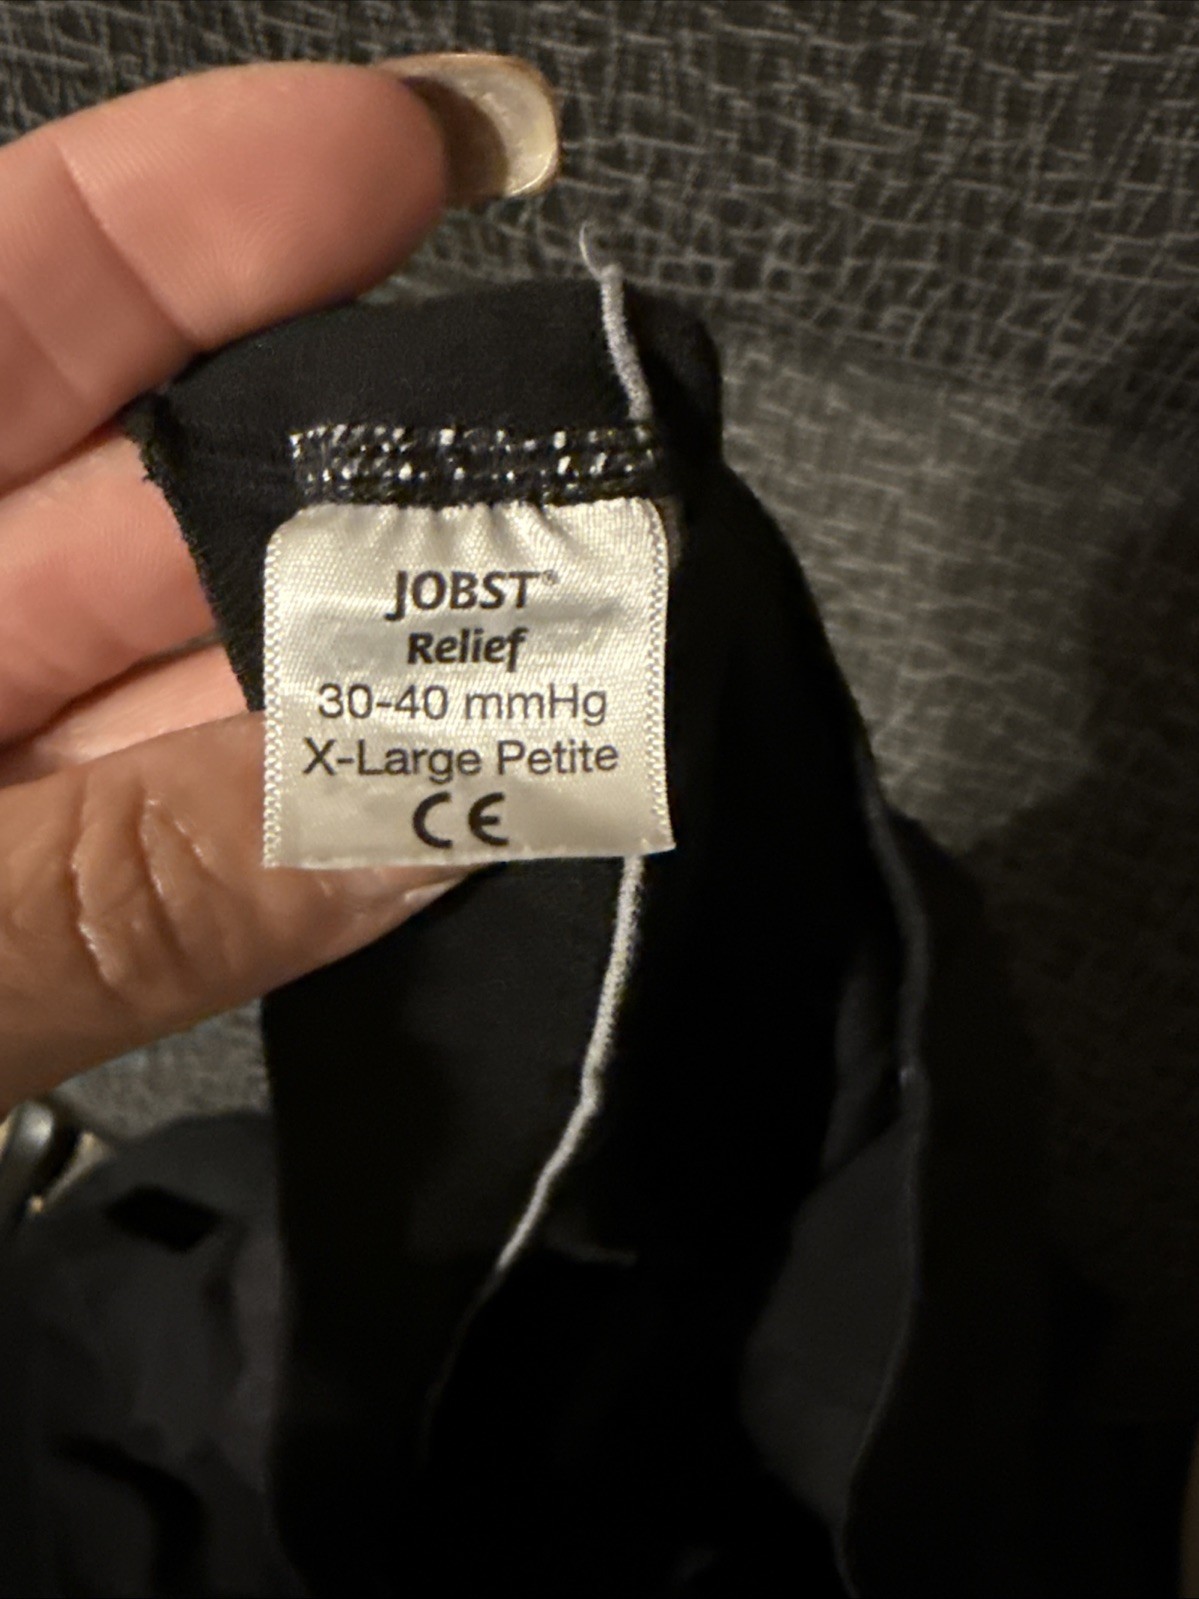 JOBST®
Relief
30-40 mmHg
X-Large Petite
CE